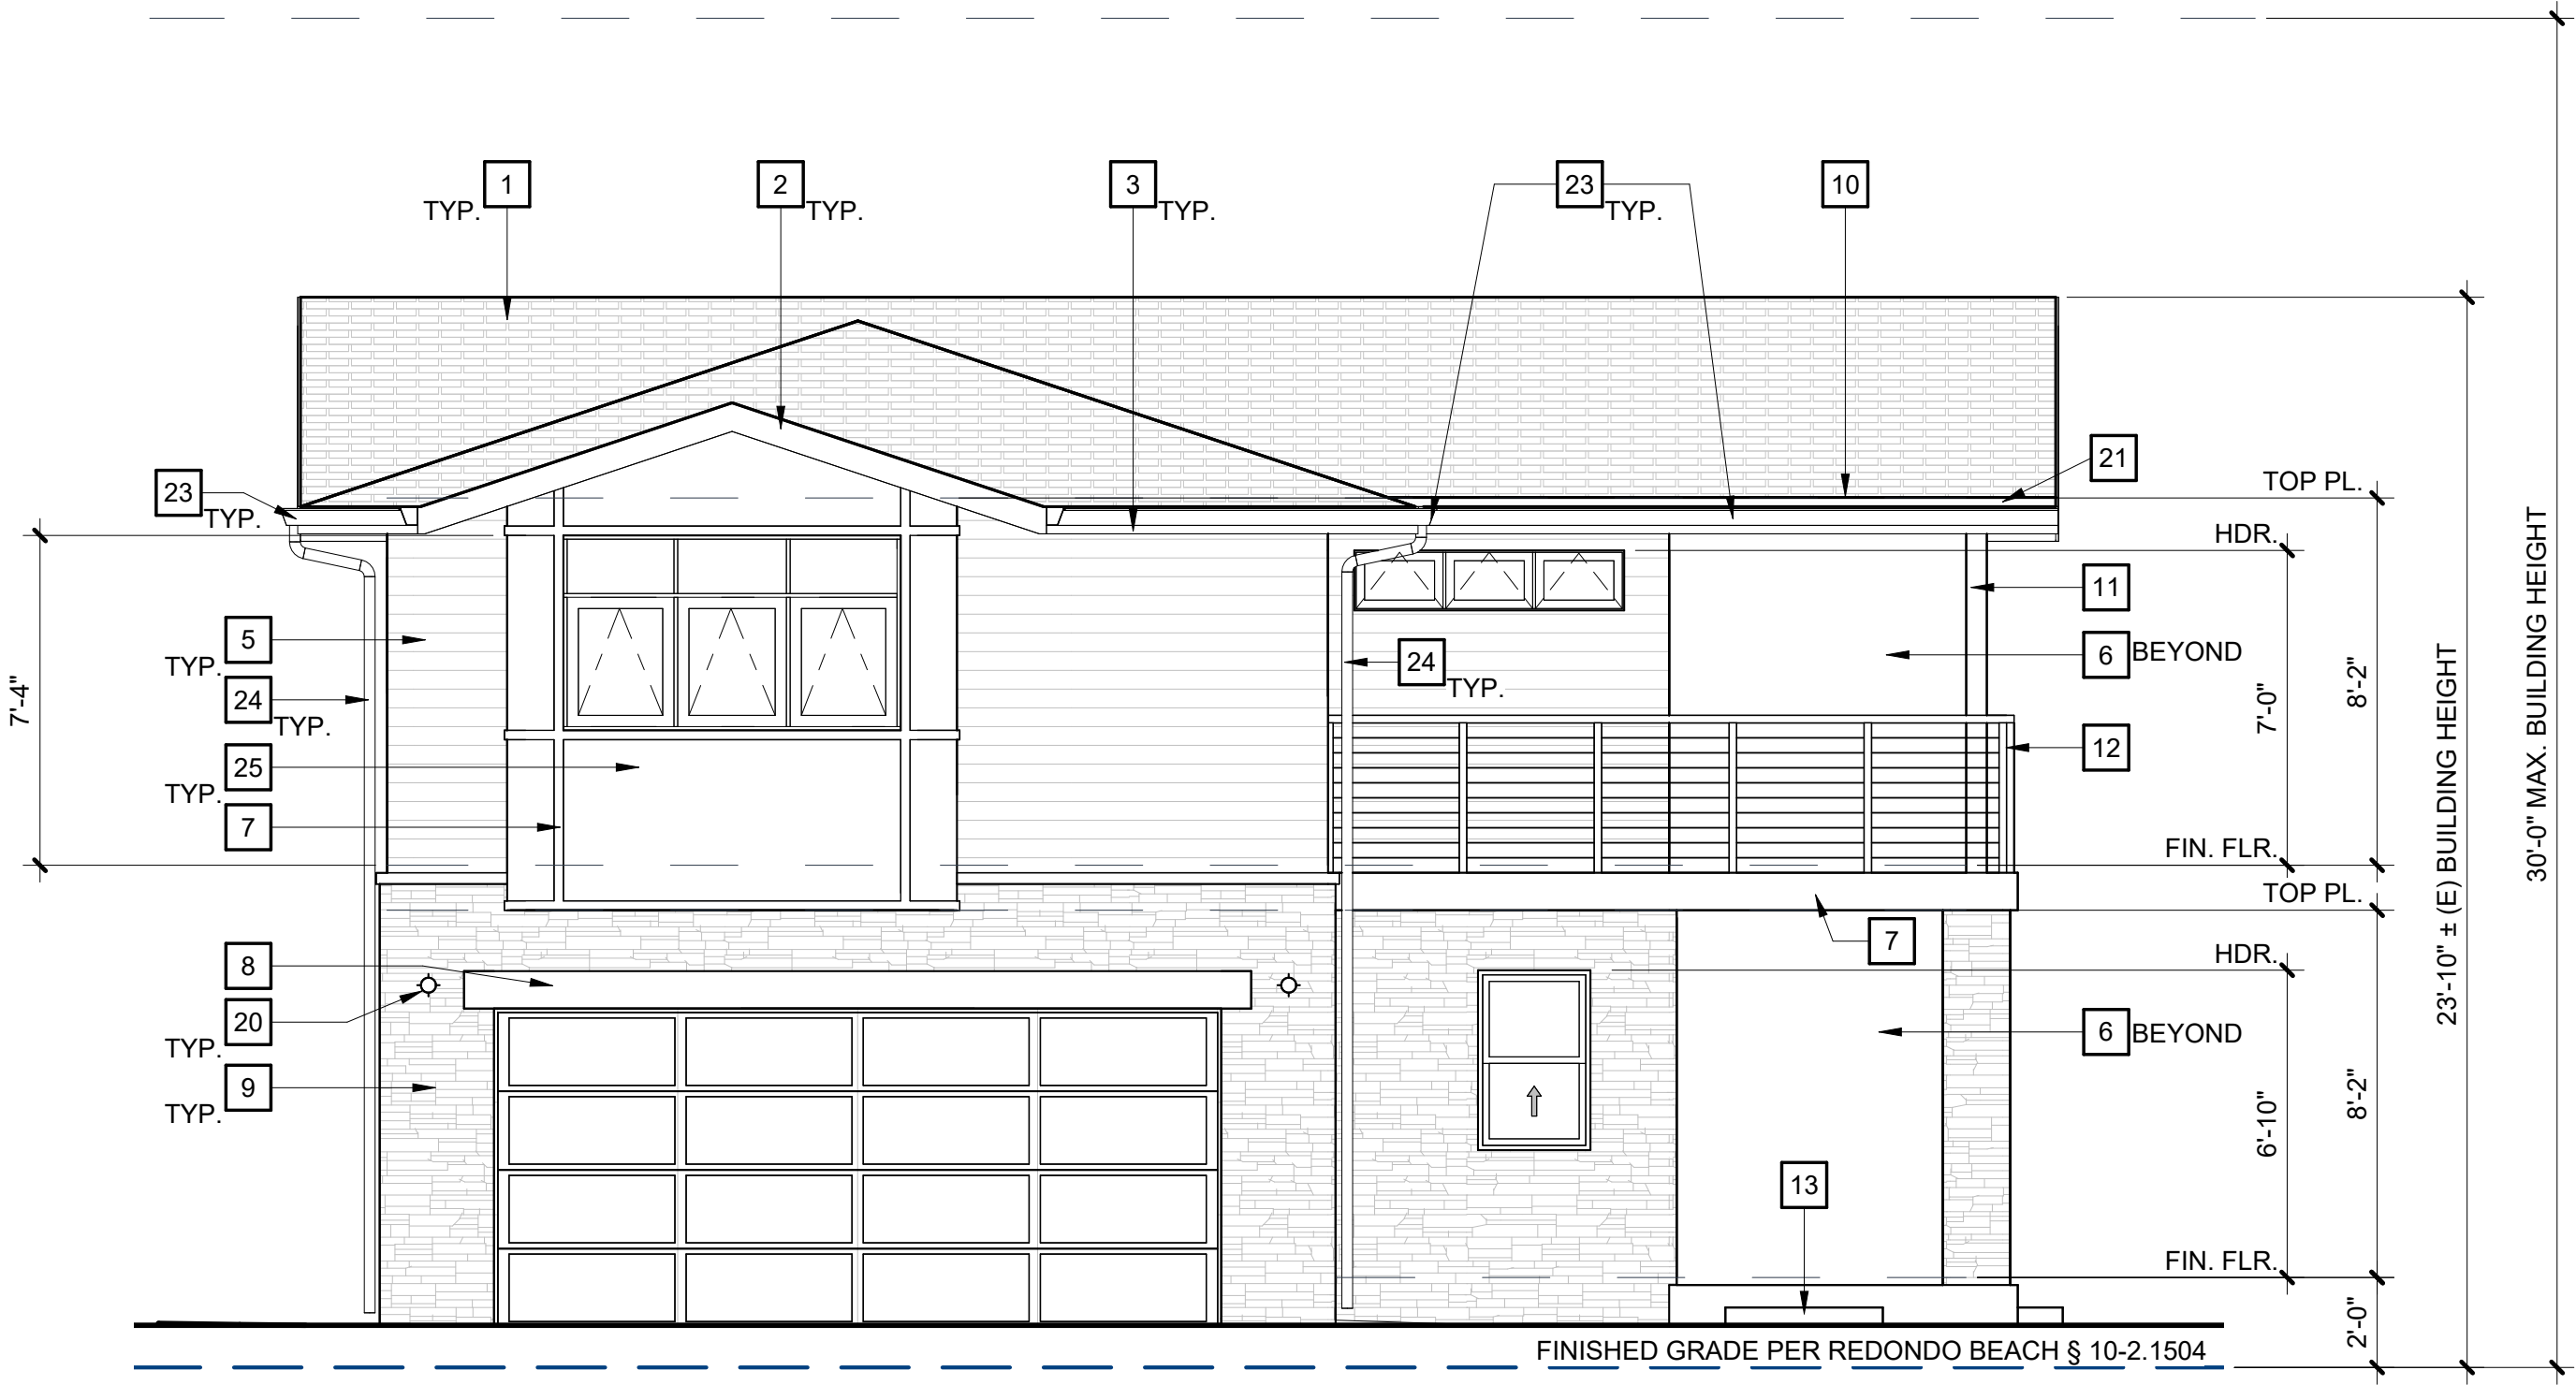 1
TYP.
2
TYP.
3
TYP.
23
TYP.
10
23
TYP.
21
TOP PL.
HDR.
11
5
TYP.
24
TYP.
6 BEYOND
24
TYP.
7'-4"
25
TYP.
7
12
7'-0"
8'-2"
23'-10" ± (E) BUILDING HEIGHT
30'-0" MAX. BUILDING HEIGHT
FIN. FLR.
TOP PL.
7
HDR.
8
20
TYP.
9
TYP.
6 BEYOND
6'-10"
8'-2"
13
FIN. FLR.
2'-0"
FINISHED GRADE PER REDONDO BEACH § 10-2.1504